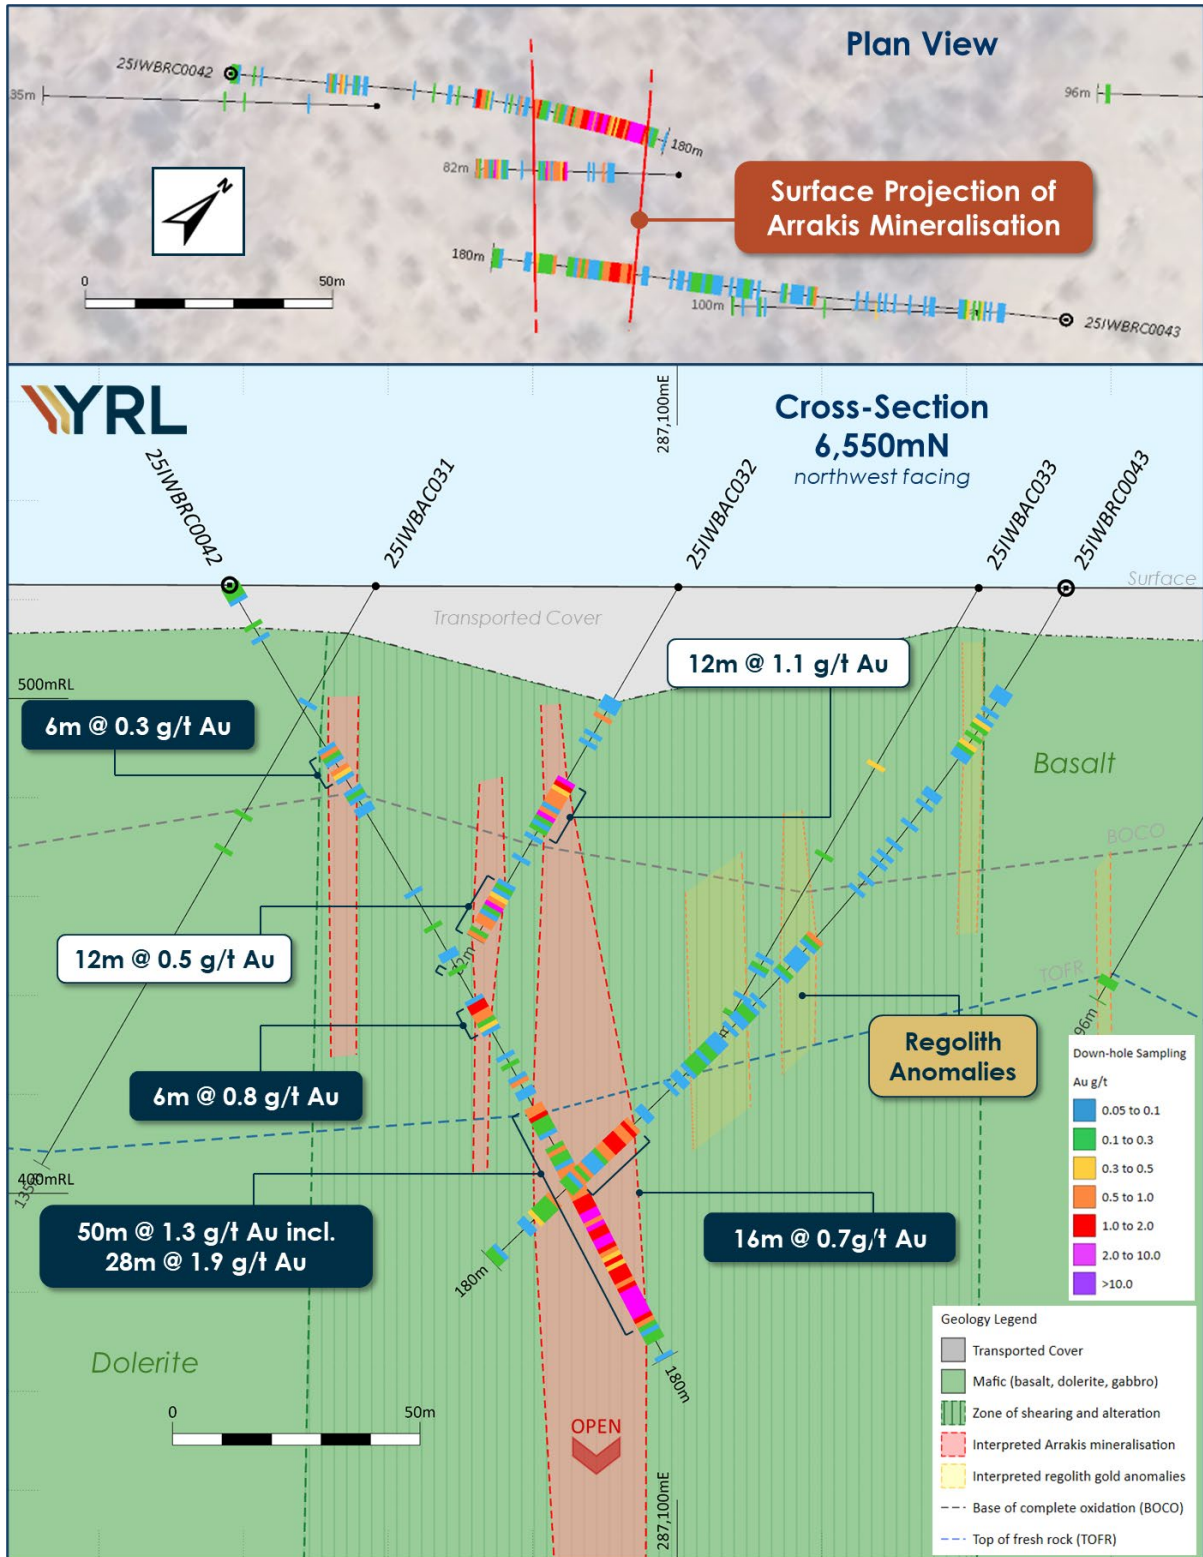 Plan View
25IWBRC0042
35m
96m
180m
82m
N
Surface Projection of
Arrakis Mineralisation
180m
0
50m
100m
25IWBRC0043
YRL
287,100mE
Cross-Section
6,550mN
northwest facing
25IWBRC0042
25IWBAC031
25IWBAC032
25IWBAC033
25IWBRC0043
Surface
Transported Cover
12m @ 1.1 g/t Au
500mRL
6m @ 0.3 g/t Au
Basalt
BOCO
12m @ 0.5 g/t Au
TOFR
96m
Regolith
Anomalies
6m @ 0.8 g/t Au
Down-hole Sampling
Au g/t
0.05 to 0.1
0.1 to 0.3
0.3 to 0.5
0.5 to 1.0
1.0 to 2.0
2.0 to 10.0
>10.0
400mRL
50m @ 1.3 g/t Au incl.
28m @ 1.9 g/t Au
16m @ 0.7g/t Au
180m
180m
Dolerite
0
50m
OPEN
287,100mE
Geology Legend
Transported Cover
Mafic (basalt, dolerite, gabbro)
Zone of shearing and alteration
Interpreted Arrakis mineralisation
Interpreted regolith gold anomalies
Base of complete oxidation (BOCO)
Top of fresh rock (TOFR)